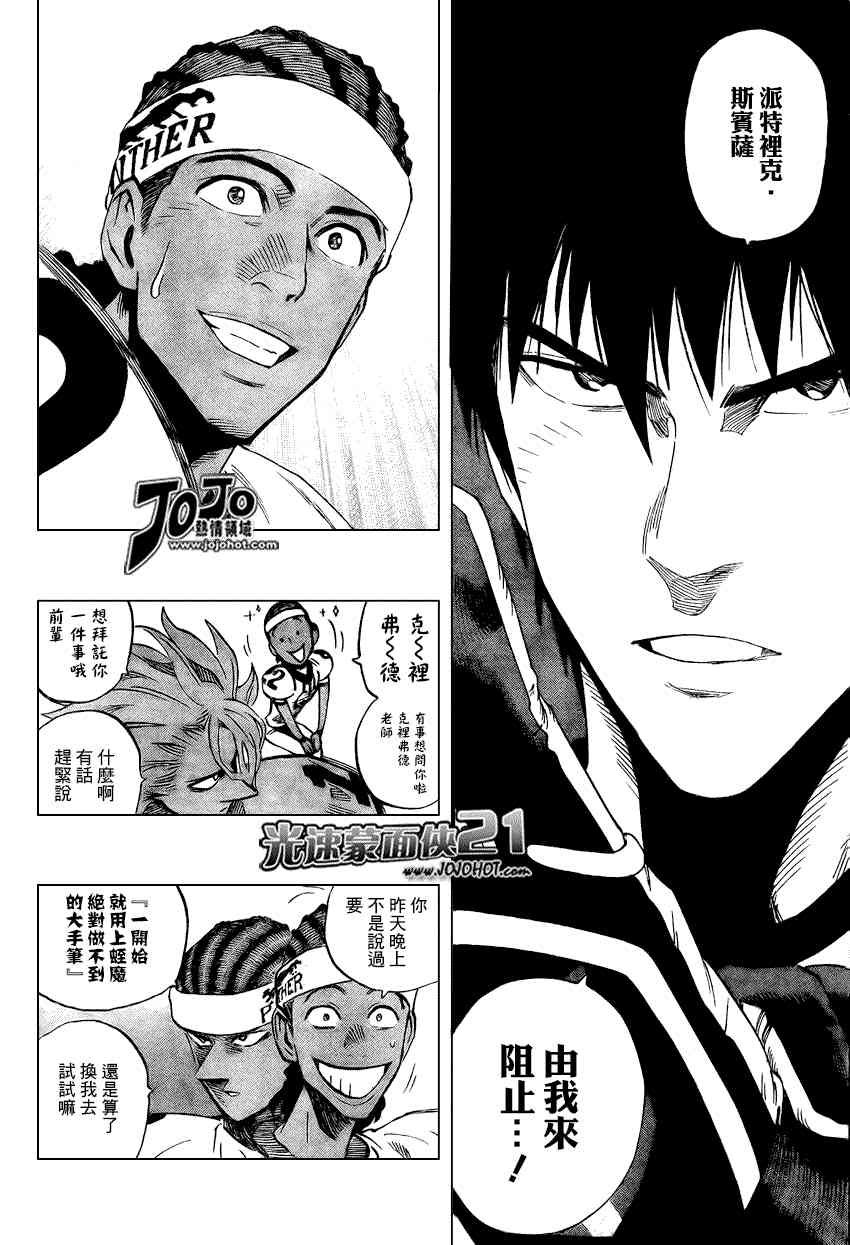 派特裡克．
斯賓薩
由我來
阻止…！
PANTHER
JOJO
熱情領域
www.jojohot.com
克～裡
弗～德
有事想問你啦
克裡弗德
老師
想拜託你
一件事哦
前輩
什麼啊
有話
趕緊說
2
光速蒙面俠21
www.JOJOHOT.com
你
昨天晚上
不是說過
要
『一開始
就用上蛭魔
絕對做不到
的大手筆』
PANTHER
還是算了
換我去
試試嘛